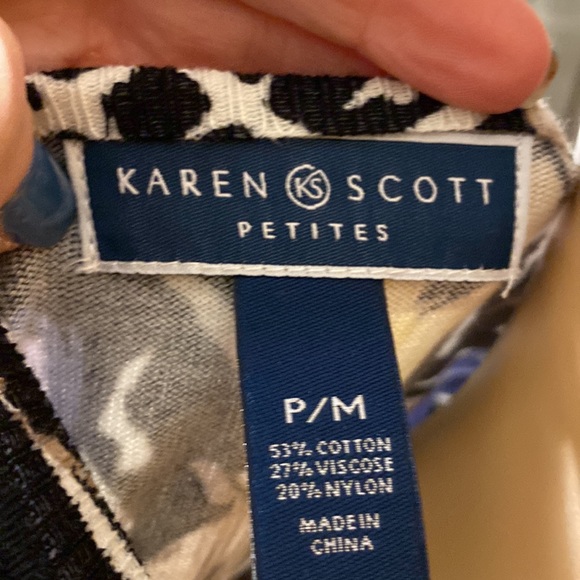 KAREN KS SCOTT
PETITES
P/M
53% COTTON
27% VISCOSE
20% NYLON
MADE IN
CHINA